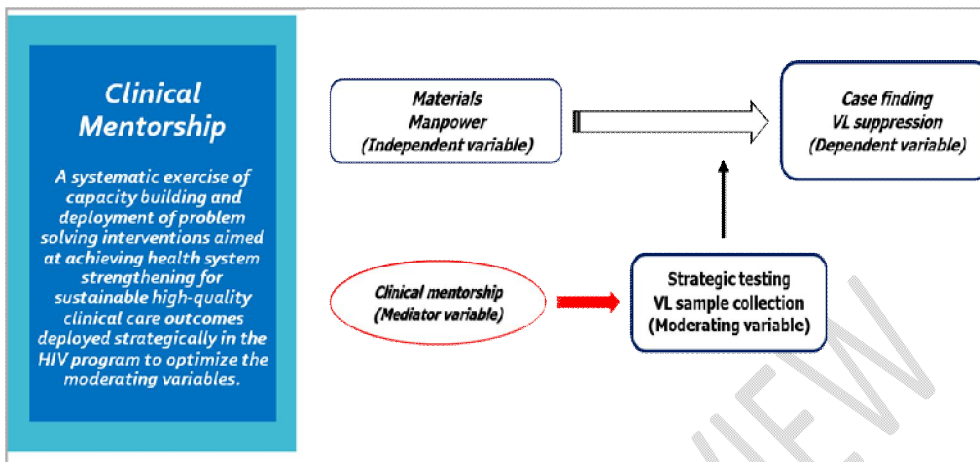 Clinical
Mentorship
A systematic exercise of
capacity building and
deployment of problem
solving interventions aimed
at achieving health system
strengthening for
sustainable high-quality
clinical care outcomes
deployed strategically in the
HIV program to optimize the
moderating variables.
Materials
Manpower
(Independent variable)
Case finding
VL suppression
(Dependent variable)
Clinical mentorship
(Mediator variable)
Strategic testing
VL sample collection
(Moderating variable)
VIEW